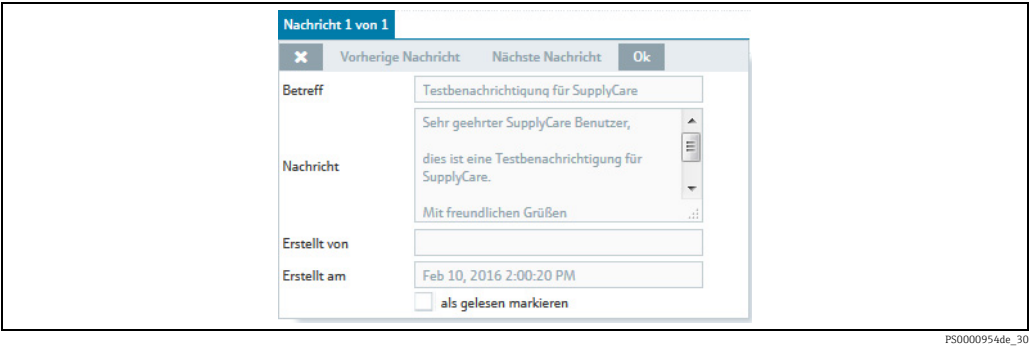 Nachricht 1 von 1
Vorherige Nachricht Nächste Nachricht Ok
Betreff Testbenachrichtigung für SupplyCare
Nachricht
Sehr geehrter SupplyCare Benutzer,
dies ist eine Testbenachrichtigung für
SupplyCare.
Mit freundlichen Grüßen
Erstellt von
Erstellt am Feb 10, 2016 2:00:20 PM
als gelesen markieren
PS0000954de_30